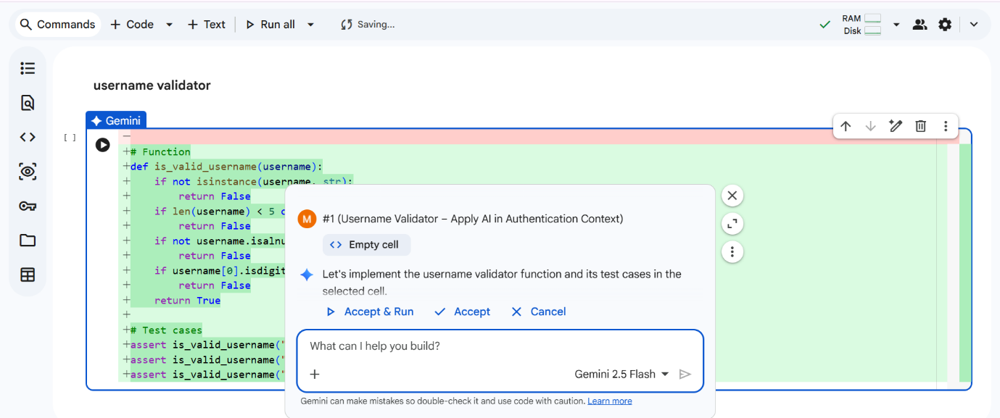 Commands + Code + Text Run all Saving...
RAM
Disk
username validator
Gemini
[ ]
−
+# Function
+def is_valid_username(username):
+    if not isinstance(username, str):
+        return False
+    if len(username) < 5
+        return False
+    if not username.isalnu
+        return False
+    if username[0].isdigit
+        return False
+    return True
+
+# Test cases
+assert is_valid_username("
+assert is_valid_username("
+assert is_valid_username("
M #1 (Username Validator – Apply AI in Authentication Context)
<> Empty cell
Let's implement the username validator function and its test cases in the
selected cell.
Accept & Run Accept Cancel
What can I help you build?
+ Gemini 2.5 Flash
Gemini can make mistakes so double-check it and use code with caution. Learn more